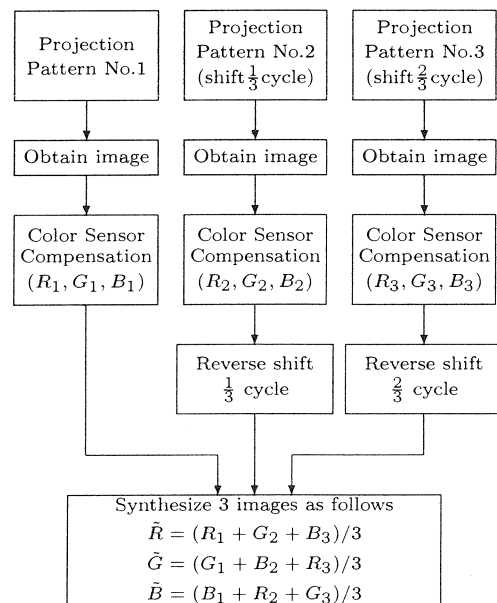 Projection
Pattern No.1
Projection
Pattern No.2
(shift 1/3 cycle)
Projection
Pattern No.3
(shift 2/3 cycle)
Obtain image
Obtain image
Obtain image
Color Sensor
Compensation
(R₁, G₁, B₁)
Color Sensor
Compensation
(R₂, G₂, B₂)
Color Sensor
Compensation
(R₃, G₃, B₃)
Reverse shift
1/3 cycle
Reverse shift
2/3 cycle
Synthesize 3 images as follows
R̃ = (R₁ + G₂ + B₃)/3
G̃ = (G₁ + B₂ + R₃)/3
B̃ = (B₁ + R₂ + G₃)/3